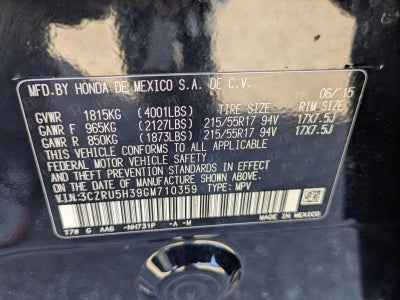 MFD.BY HONDA DE MEXICO S.A. DE C.V. 06/15
GVWR 1815KG (4001LBS) TIRE SIZE RIM SIZE
GAWR F 965KG (2127LBS) 215/55R17 94V 17X7.5J
GAWR R 850KG (1873LBS) 215/55R17 94V 17X7.5J
THIS VEHICLE CONFORMS TO ALL APPLICABLE
FEDERAL MOTOR VEHICLE SAFETY AND
THEFT PREVENTION STANDARDS IN EFFECT
ON THE DATE OF MANUFACTURE SHOWN ABOVE.
V.I.N.:3CZRU5H39GM710359 TYPE: MPV
NH731P -A -M MADE IN MEXICO